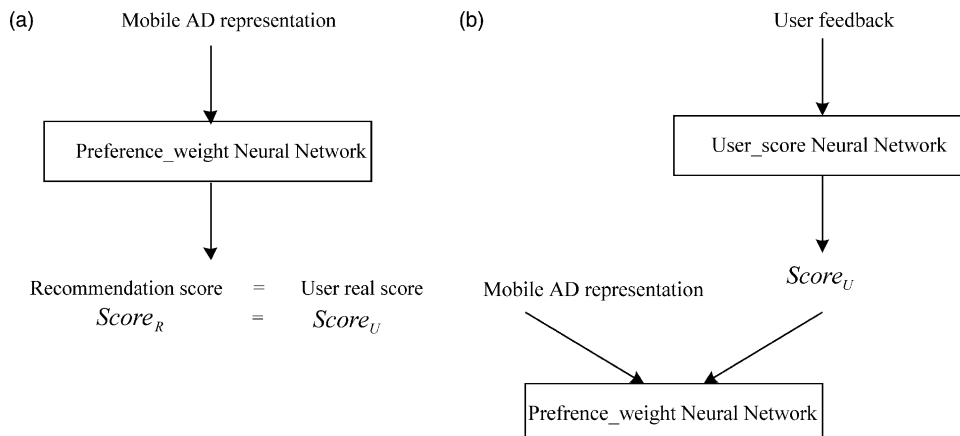 (a)
Mobile AD representation
Preference_weight Neural Network
Recommendation score = User real score
Score_R = Score_U
(b)
User feedback
User_score Neural Network
Score_U
Mobile AD representation
Prefrence_weight Neural Network